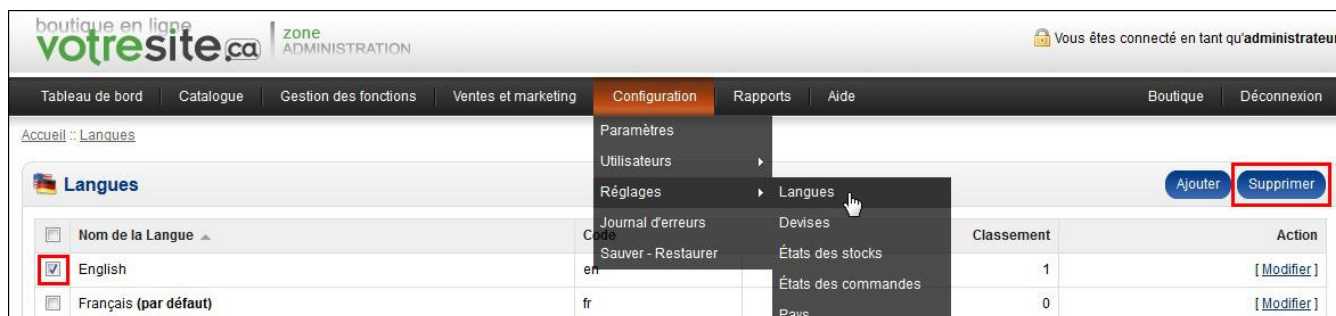 boutique en ligne
votresite.ca
zone
ADMINISTRATION
Vous êtes connecté en tant qu'administrateur
Tableau de bord Catalogue Gestion des fonctions Ventes et marketing Configuration Rapports Aide Boutique Déconnexion
Accueil :: Langues
Paramètres
Utilisateurs
Réglages
Journal d'erreurs
Sauver - Restaurer
Langues
Devises
États des stocks
États des commandes
Pays
Langues
Ajouter Supprimer
Nom de la Langue Code Classement Action
English en 1 [ Modifier ]
Français (par défaut) fr 0 [ Modifier ]